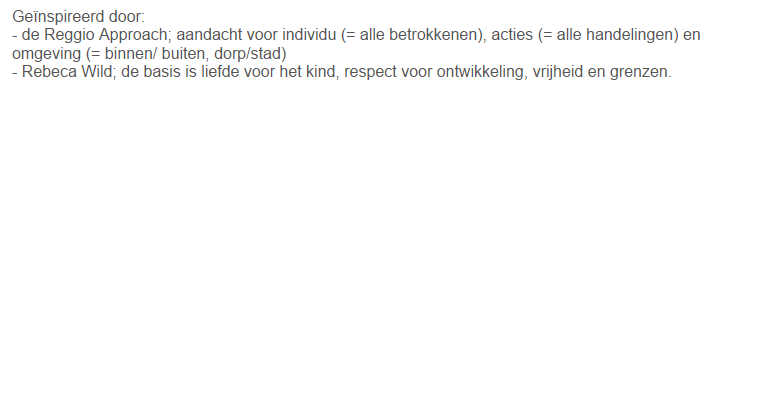 Geïnspireerd door:
- de Reggio Approach; aandacht voor individu (= alle betrokkenen), acties (= alle handelingen) en
omgeving (= binnen/ buiten, dorp/stad)
- Rebeca Wild; de basis is liefde voor het kind, respect voor ontwikkeling, vrijheid en grenzen.